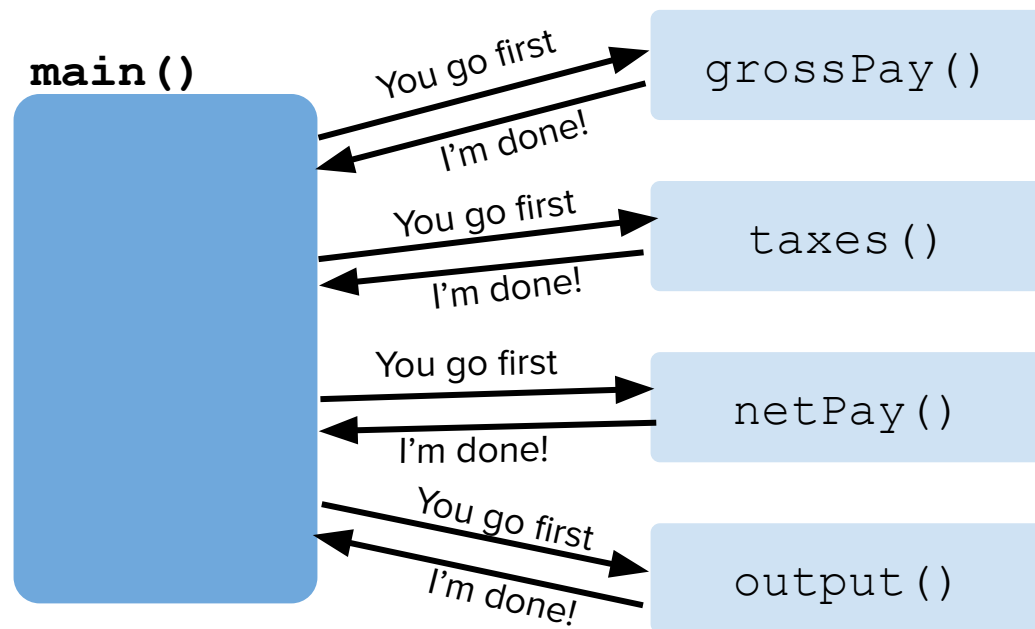 main()
You go first
grossPay()
I'm done!
You go first
taxes()
I'm done!
You go first
netPay()
I'm done!
You go first
output()
I'm done!